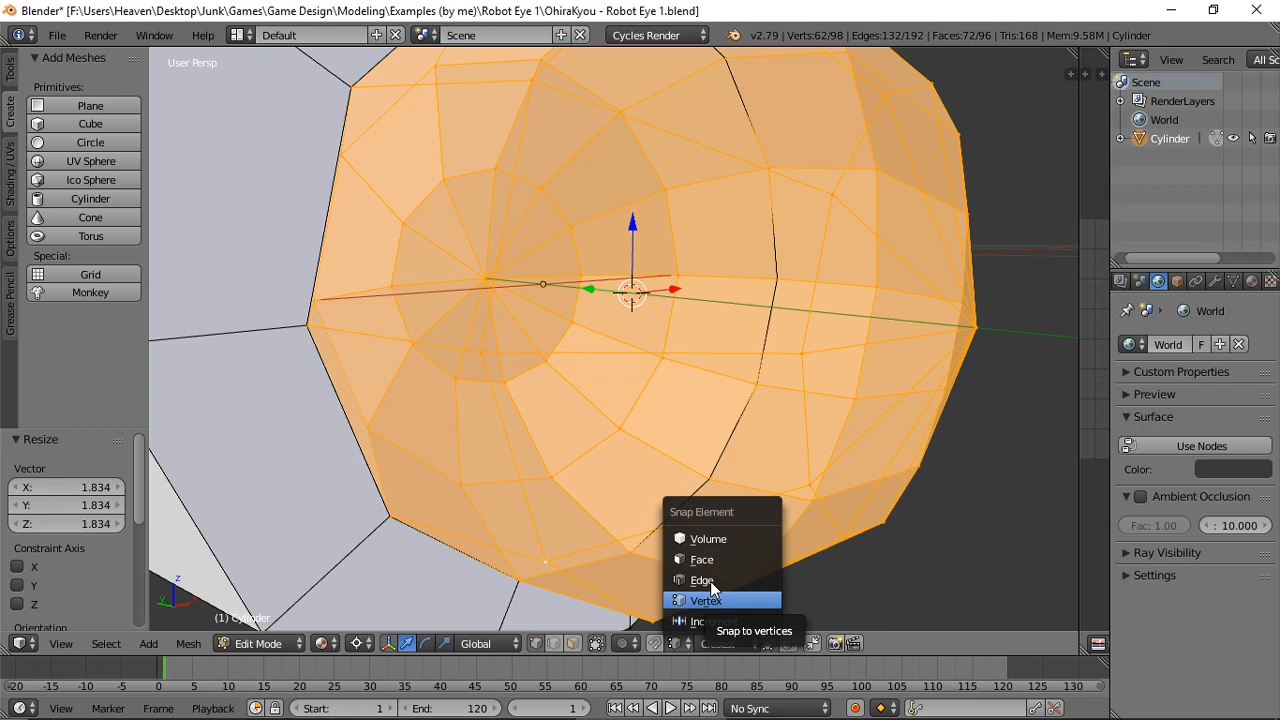 Blender* [F:\Users\Heaven\Desktop\Junk\Games\Game Design\Modeling\Examples (by me)\Robot Eye 1\OhiraKyou - Robot Eye 1.blend]
File Render Window Help Default Scene Cycles Render v2.79 | Verts:62/98 | Edges:132/192 | Faces:72/96 | Tris:168 | Mem:9.58M | Cylinder
Tools
Create
Shading / UVs
Options
Grease Pencil
Add Meshes
Primitives:
Plane
Cube
Circle
UV Sphere
Ico Sphere
Cylinder
Cone
Torus
Special:
Grid
Monkey
Resize
Vector
X: 1.834
Y: 1.834
Z: 1.834
Constraint Axis
X
Y
Z
Orientation
User Persp
z
y
(1) Cylinder
Snap Element
Volume
Face
Edge
Vertex
Snap to vertices
View Select Add Mesh Edit Mode Global
View Search All Sc
Scene
RenderLayers
World
Cylinder
World
World F
Custom Properties
Preview
Surface
Use Nodes
Color:
Ambient Occlusion
Fac: 1.00 : 10.000
Ray Visibility
Settings
-20 -15 -10 -5 0 5 10 15 20 25 30 35 40 45 50 55 60 65 70 75 80 85 90 95 100 105 110 115 120 125 130
View Marker Frame Playback Start: 1 End: 120 1 No Sync